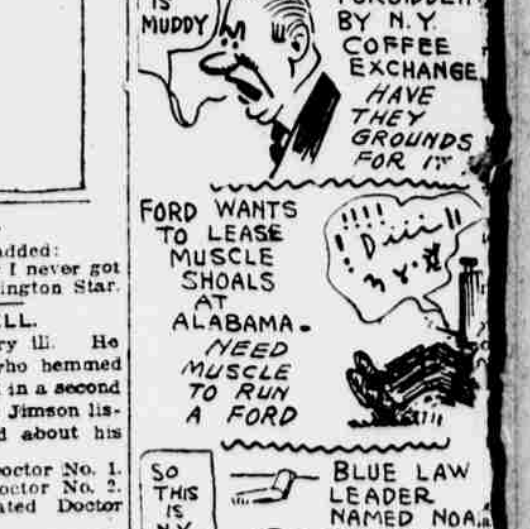 dded:
I never got
ington Star.
LL.
ry ill. He
who hemmed
in a second
Jimson lis-
d about his
octor No. 1.
octor No. 2.
ated Doctor
IS
MUDDY
FORBIDDEN
BY N.Y.
COFFEE
EXCHANGE
HAVE
THEY
GROUNDS
FOR IT
FORD WANTS
TO LEASE
MUSCLE
SHOALS
AT
ALABAMA.
NEED
MUSCLE
TO RUN
A FORD
SO
THIS
IS
N.Y.
BLUE LAW
LEADER
NAMED NOA